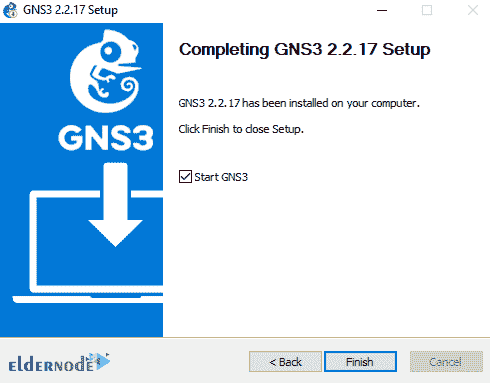 GNS3 2.2.17 Setup
Completing GNS3 2.2.17 Setup
GNS3 2.2.17 has been installed on your computer.
Click Finish to close Setup.
GNS3
Start GNS3
eldernode
< Back
Finish
Cancel